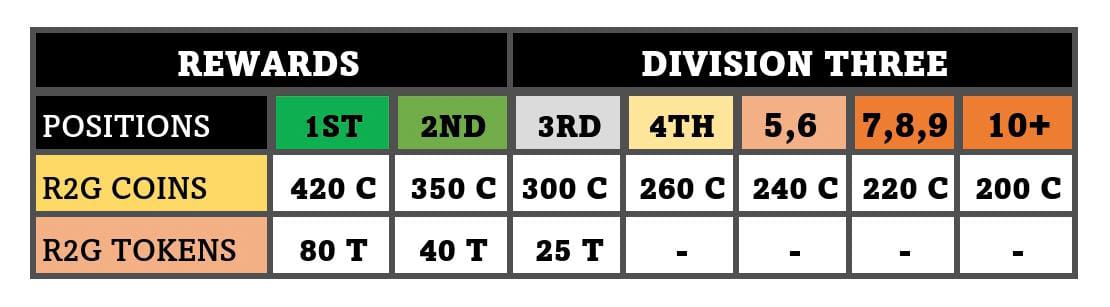 REWARDS DIVISION THREE
POSITIONS 1ST 2ND 3RD 4TH 5,6 7,8,9 10+
R2G COINS 420 C 350 C 300 C 260 C 240 C 220 C 200 C
R2G TOKENS 80 T 40 T 25 T - - - -